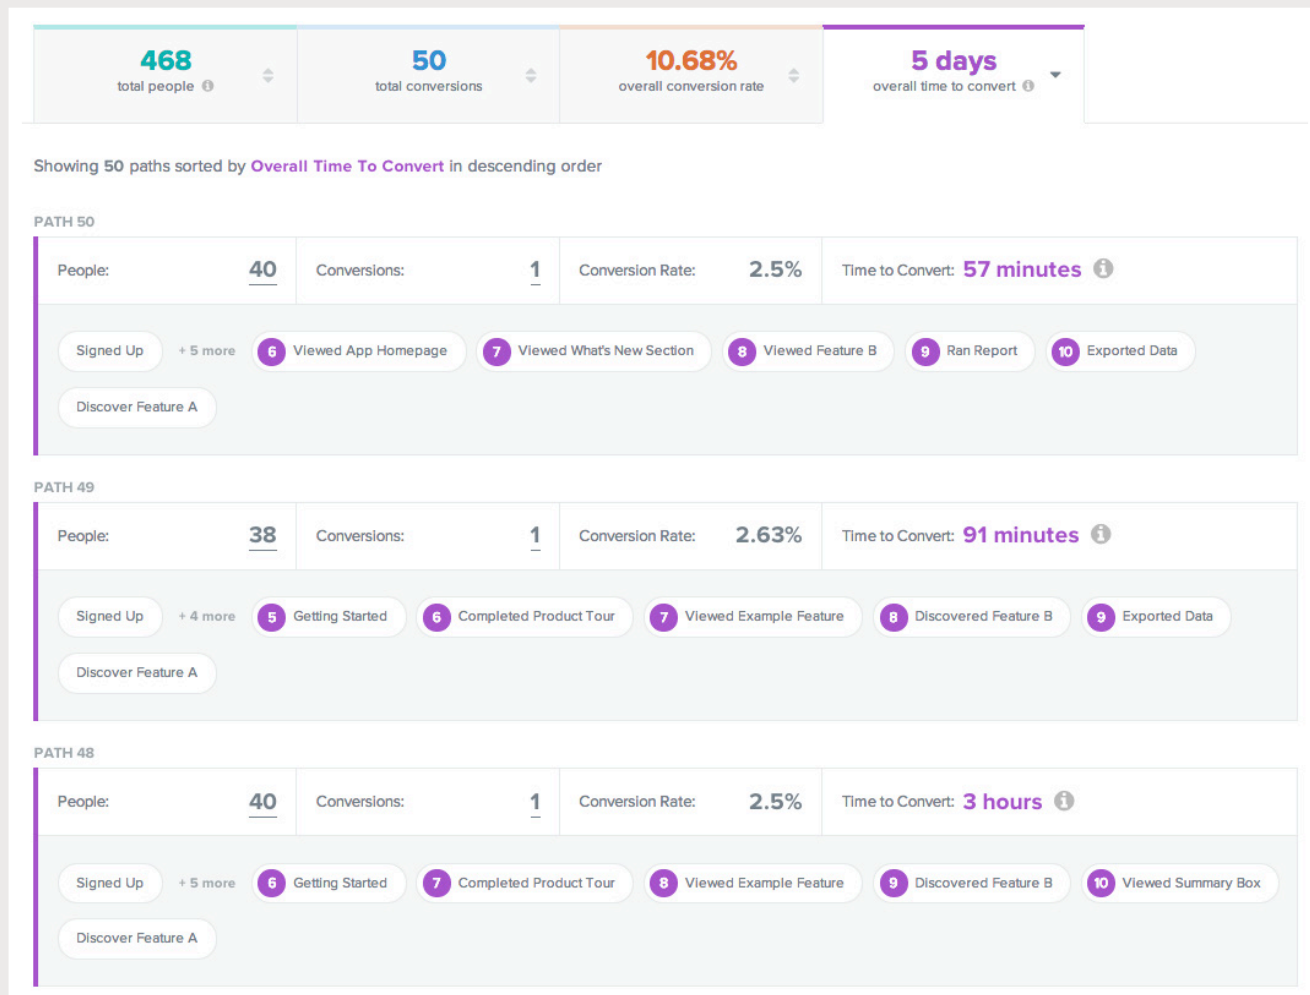 468
total people
50
total conversions
10.68%
overall conversion rate
5 days
overall time to convert
Showing 50 paths sorted by Overall Time To Convert in descending order
PATH 50
People: 40 Conversions: 1 Conversion Rate: 2.5% Time to Convert: 57 minutes
Signed Up + 5 more 6 Viewed App Homepage 7 Viewed What's New Section 8 Viewed Feature B 9 Ran Report 10 Exported Data
Discover Feature A
PATH 49
People: 38 Conversions: 1 Conversion Rate: 2.63% Time to Convert: 91 minutes
Signed Up + 4 more 5 Getting Started 6 Completed Product Tour 7 Viewed Example Feature 8 Discovered Feature B 9 Exported Data
Discover Feature A
PATH 48
People: 40 Conversions: 1 Conversion Rate: 2.5% Time to Convert: 3 hours
Signed Up + 5 more 6 Getting Started 7 Completed Product Tour 8 Viewed Example Feature 9 Discovered Feature B 10 Viewed Summary Box
Discover Feature A